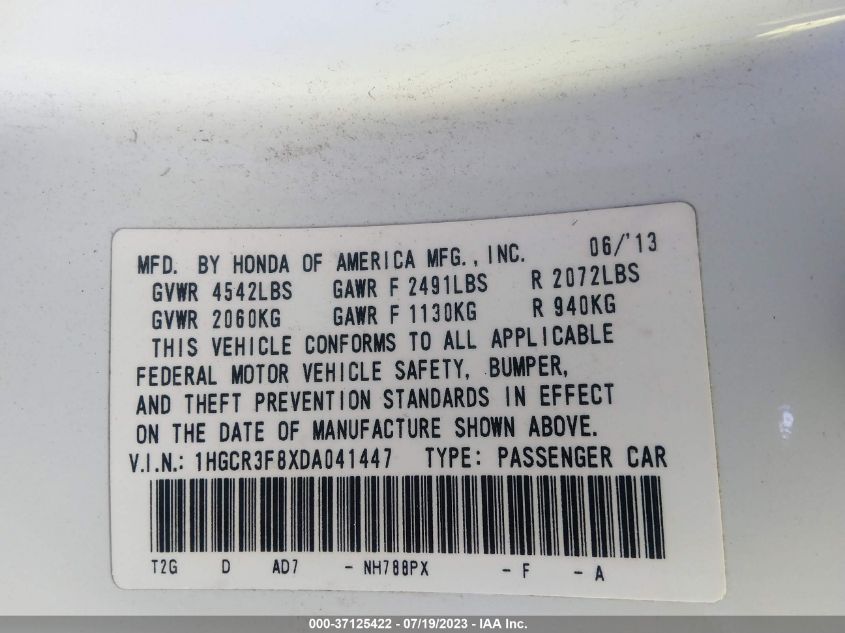 MFD. BY HONDA OF AMERICA MFG., INC. 06/'13
GVWR 4542LBS GAWR F 2491LBS R 2072LBS
GVWR 2060KG GAWR F 1130KG R 940KG
THIS VEHICLE CONFORMS TO ALL APPLICABLE
FEDERAL MOTOR VEHICLE SAFETY, BUMPER,
AND THEFT PREVENTION STANDARDS IN EFFECT
ON THE DATE OF MANUFACTURE SHOWN ABOVE.
V.I.N.: 1HGCR3F8XDA041447 TYPE: PASSENGER CAR
T2G D AD7 - NH788PX - F - A
000-37125422 - 07/19/2023 - IAA Inc.